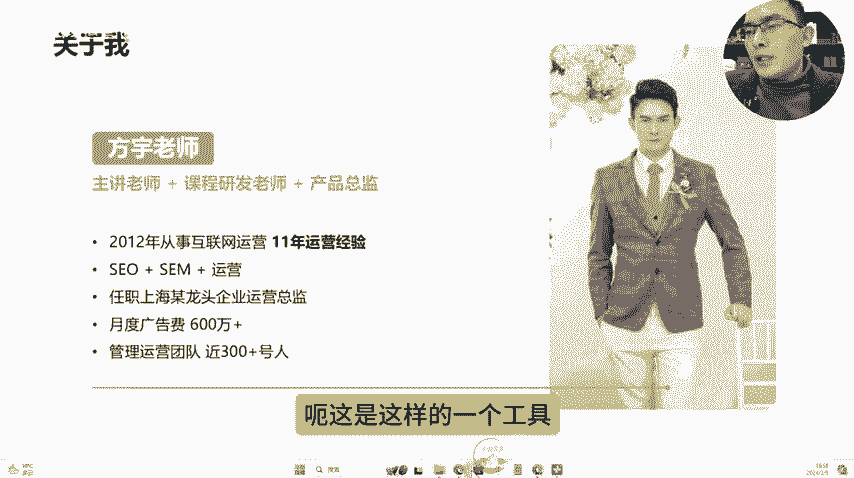 关于我
方宇老师
主讲老师 + 课程研发老师 + 产品总监
• 2012年从事互联网运营 11年运营经验
• SEO + SEM + 运营
• 任职上海某龙头企业运营总监
• 月度广告费 600万+
• 管理运营团队 近300+号人
呃这是这样的一个工具
搜索